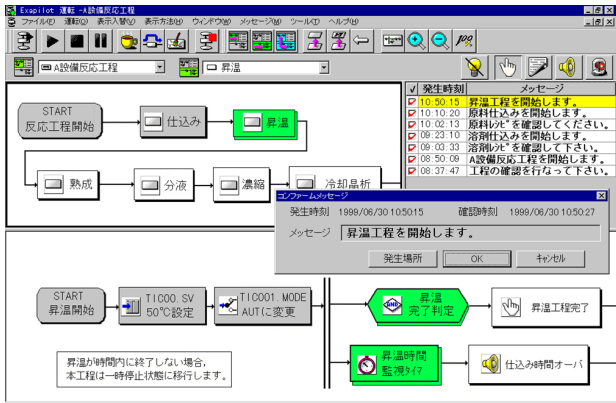 Exapilot 運転 -A設備反応工程
ファイル(F) 運転(O) 表示入替(V) 表示方法(B) ウィンドウ(W) メッセージ(M) ツール(T) ヘルプ(H)
A設備反応工程
昇温
発生時刻 メッセージ
10:50:15 昇温工程を開始します。
10:10:20 原料仕込みを開始します。
10:02:13 原料レシピを確認してください。
09:23:10 溶剤仕込みを開始します。
09:03:33 溶剤レシピを確認して下さい。
08:50:09 A設備反応工程を開始します。
08:37:47 工程の確認を行なって下さい。
START
反応工程開始
仕込み
昇温
熟成
分液
濃縮
冷却晶析
コンファームメッセージ
発生時刻 1999/06/30 10:50:15 確認時刻 1999/06/30 10:50:27
メッセージ 昇温工程を開始します。
発生場所 OK キャンセル
START
昇温開始
TIC00.SV
50℃設定
TIC001.MODE
AUTに変更
AND
昇温
完了判定
昇温工程完了
昇温時間
監視タイマ
仕込み時間オーバ
昇温が時間内に終了しない場合,
本工程は一時停止状態に移行します。